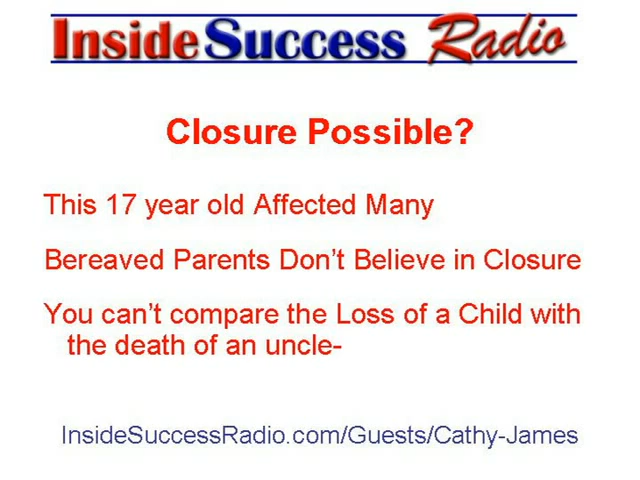 InsideSuccess Radio
Closure Possible?
This 17 year old Affected Many
Bereaved Parents Don't Believe in Closure
You can't compare the Loss of a Child with
the death of an uncle-
InsideSuccessRadio.com/Guests/Cathy-James